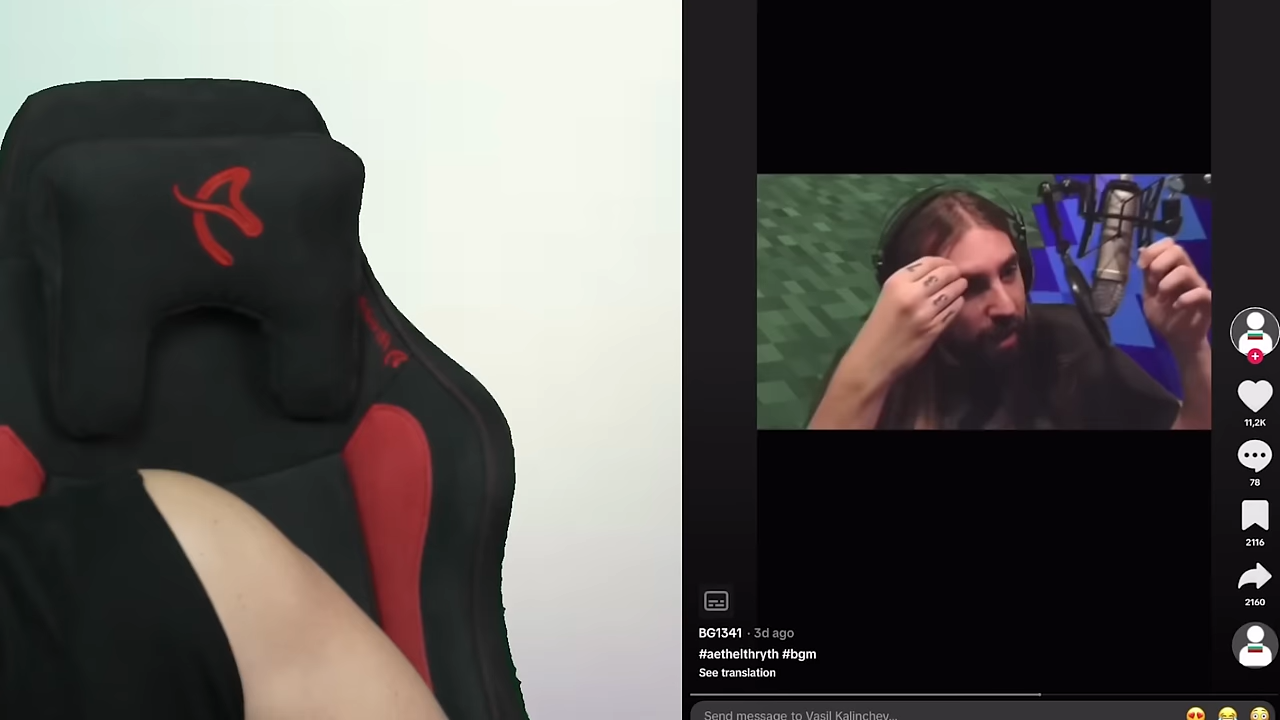 11,2K
78
2116
2160
BG1341 · 3d ago
#aethelthryth #bgm
See translation
Send message to Vasil Kalinchev...